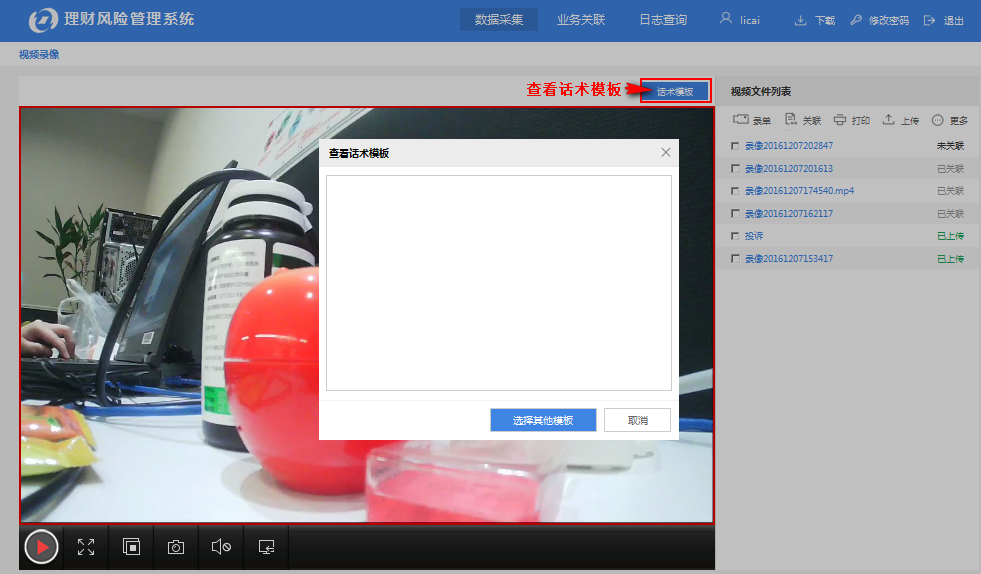 理财风险管理系统
数据采集 业务关联 日志查询 licai 下载 修改密码 退出
视频录像
查看话术模板 话术模板
视频文件列表
录单 关联 打印 上传 更多
录像20161207202847 未关联
录像20161207201613 已关联
录像20161207174540.mp4 已关联
录像20161207162117 已关联
投诉 已上传
录像20161207153417 已上传
查看话术模板
选择其他模板 取消